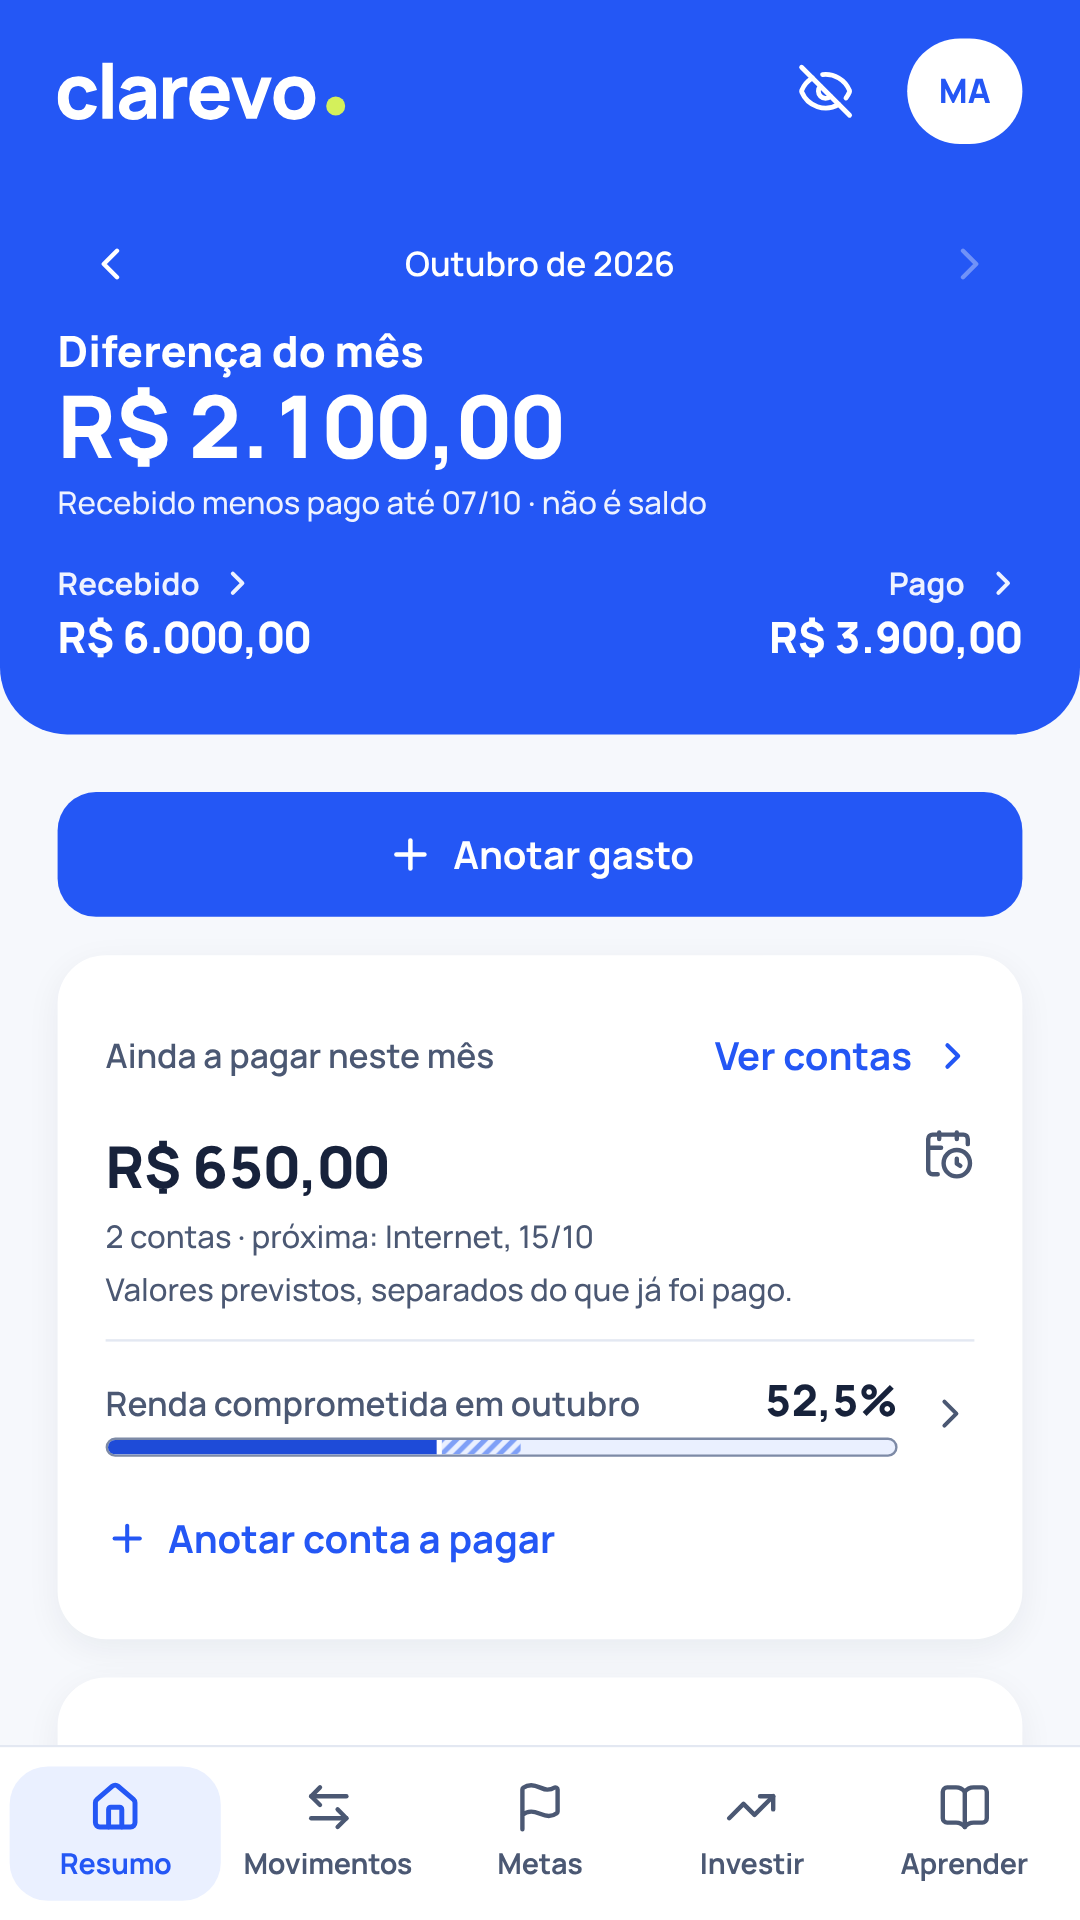 clarevo.
MA
Outubro de 2026
Diferença do mês
R$ 2.100,00
Recebido menos pago até 07/10 · não é saldo
Recebido
Pago
R$ 6.000,00
R$ 3.900,00
Anotar gasto
Ainda a pagar neste mês
Ver contas
R$ 650,00
2 contas · próxima: Internet, 15/10
Valores previstos, separados do que já foi pago.
Renda comprometida em outubro
52,5%
Anotar conta a pagar
Resumo
Movimentos
Metas
Investir
Aprender